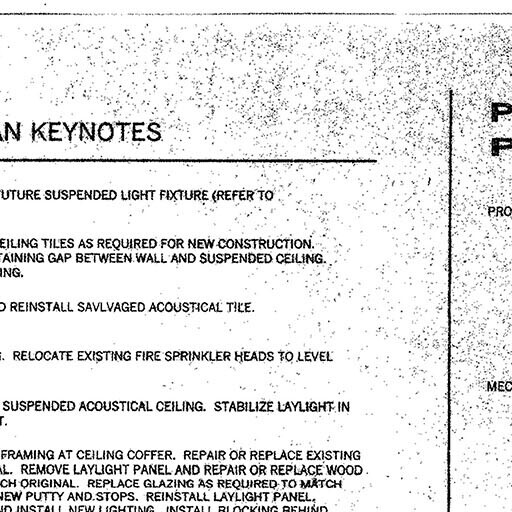 AN KEYNOTES
FUTURE SUSPENDED LIGHT FIXTURE (REFER TO
EILING TILES AS REQUIRED FOR NEW CONSTRUCTION.
TAINING GAP BETWEEN WALL AND SUSPENDED CEILING.
ING.
D REINSTALL SAVLVAGED ACOUSTICAL TILE.
G. RELOCATE EXISTING FIRE SPRINKLER HEADS TO LEVEL
SUSPENDED ACOUSTICAL CEILING. STABILIZE LAYLIGHT IN
T.
FRAMING AT CEILING COFFER. REPAIR OR REPLACE EXISTING
AL. REMOVE LAYLIGHT PANEL AND REPAIR OR REPLACE WOOD
CH ORIGINAL. REPLACE GLAZING AS REQUIRED TO MATCH
NEW PUTTY AND STOPS. REINSTALL LAYLIGHT PANEL.
ND INSTALL NEW LIGHTING. INSTALL BLOCKING BEHIND
P
P
PRO
MEC